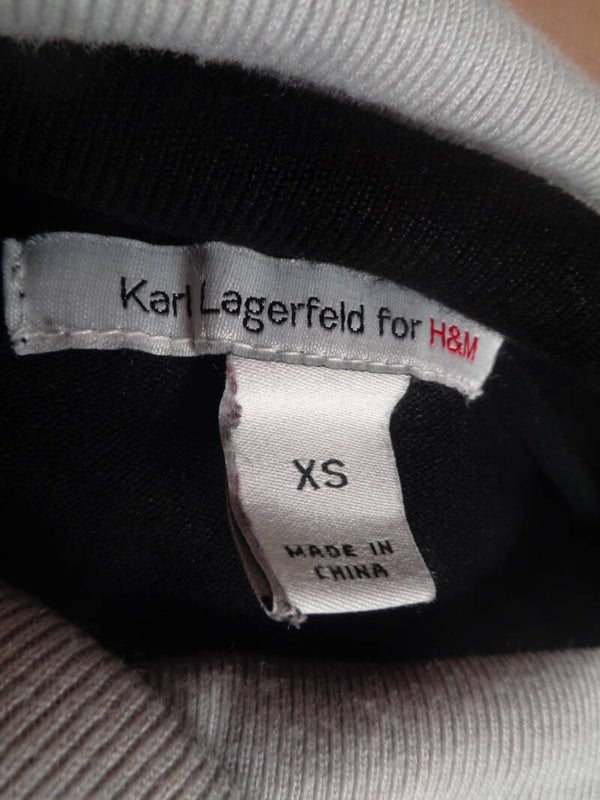 Karl Lagerfeld for H&M
XS
MADE IN
CHINA